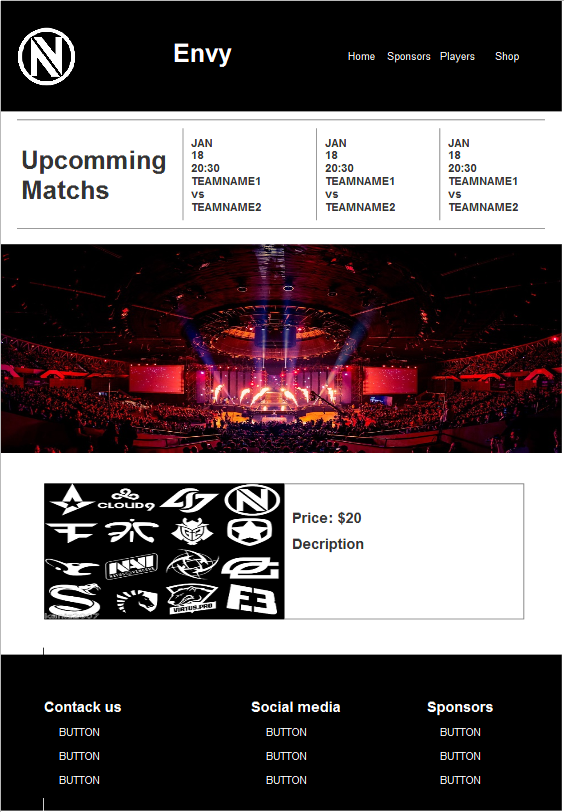 Envy
Home Sponsors Players Shop
Upcomming
Matchs
JAN
18
20:30
TEAMNAME1
vs
TEAMNAME2
JAN
18
20:30
TEAMNAME1
vs
TEAMNAME2
JAN
18
20:30
TEAMNAME1
vs
TEAMNAME2
CLOUD9
NAVI
VIRTUS.PRO
Price: $20
Decription
Contack us
BUTTON
BUTTON
BUTTON
Social media
BUTTON
BUTTON
BUTTON
Sponsors
BUTTON
BUTTON
BUTTON